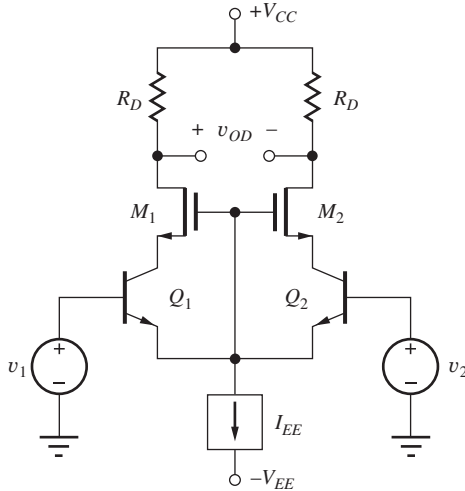 +V_CC
R_D
R_D
+ v_OD −
M_1
M_2
Q_1
Q_2
v_1
+
−
+
−
v_2
I_EE
−V_EE